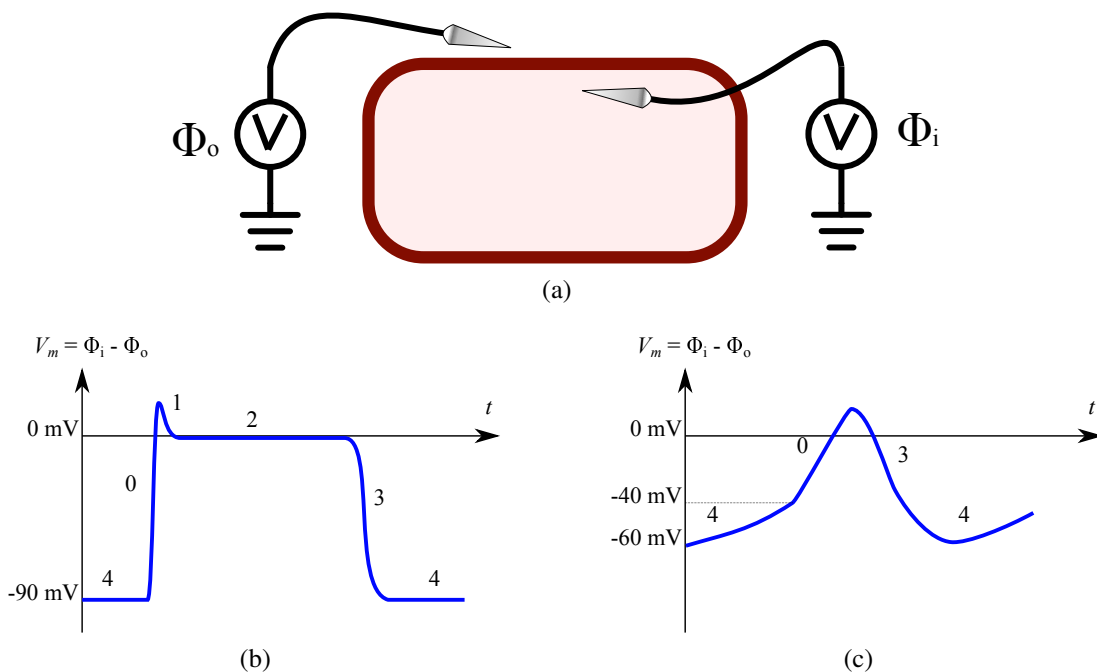 Φo V V Φi
(a)
Vm = Φi - Φo
1 2 t
0 mV
0 3
-90 mV 4 4
(b)
Vm = Φi - Φo
t
0 mV
0 3
-40 mV
4 4
-60 mV
(c)